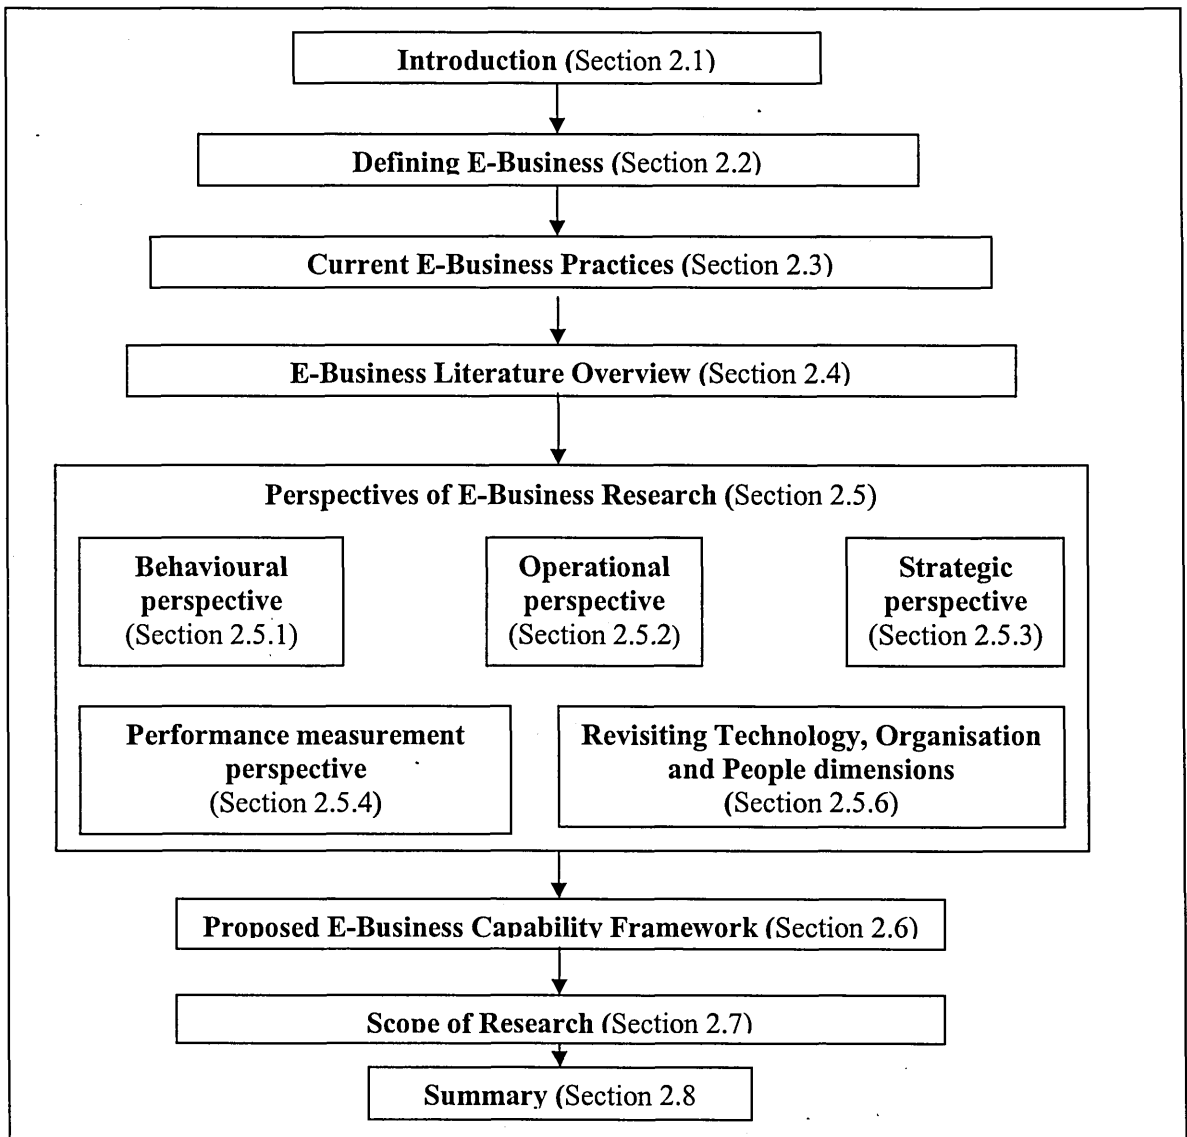 Introduction (Section 2.1)
Defining E-Business (Section 2.2)
Current E-Business Practices (Section 2.3)
E-Business Literature Overview (Section 2.4)
Perspectives of E-Business Research (Section 2.5)
Behavioural
perspective
(Section 2.5.1)
Operational
perspective
(Section 2.5.2)
Strategic
perspective
(Section 2.5.3)
Performance measurement
perspective
(Section 2.5.4)
Revisiting Technology, Organisation
and People dimensions
(Section 2.5.6)
Proposed E-Business Capability Framework (Section 2.6)
Scope of Research (Section 2.7)
Summary (Section 2.8